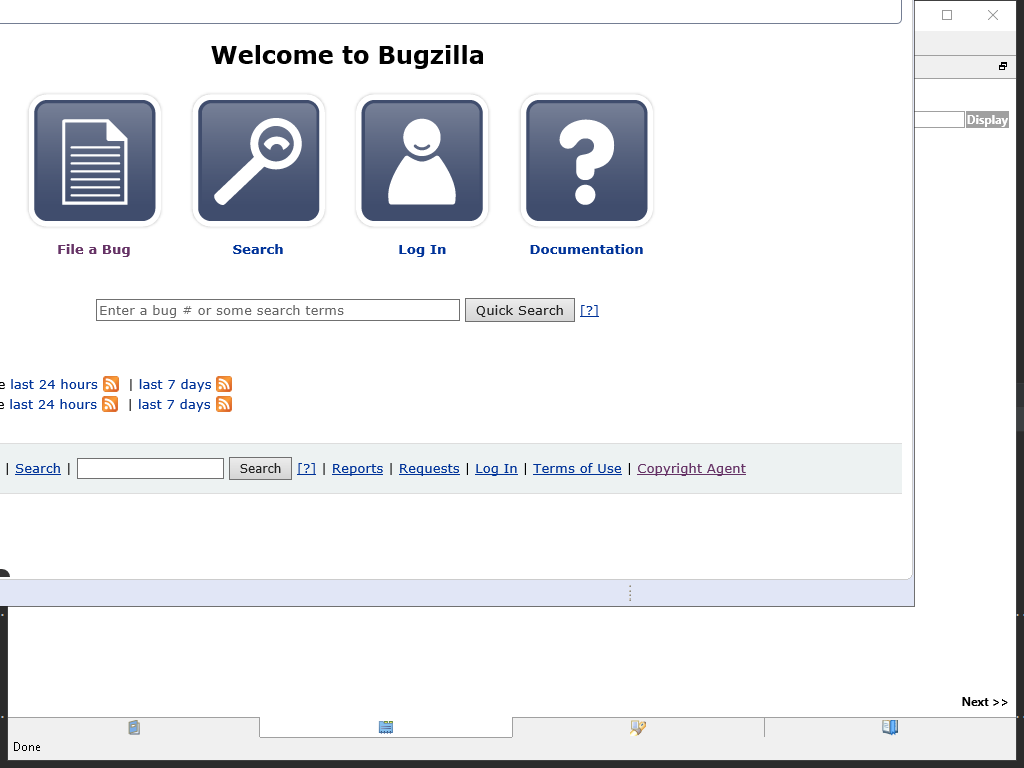 Welcome to Bugzilla
Display
File a Bug Search Log In Documentation
Enter a bug # or some search terms Quick Search [?]
e last 24 hours | last 7 days
e last 24 hours | last 7 days
| Search | Search [?] | Reports | Requests | Log In | Terms of Use | Copyright Agent
Next >>
Done